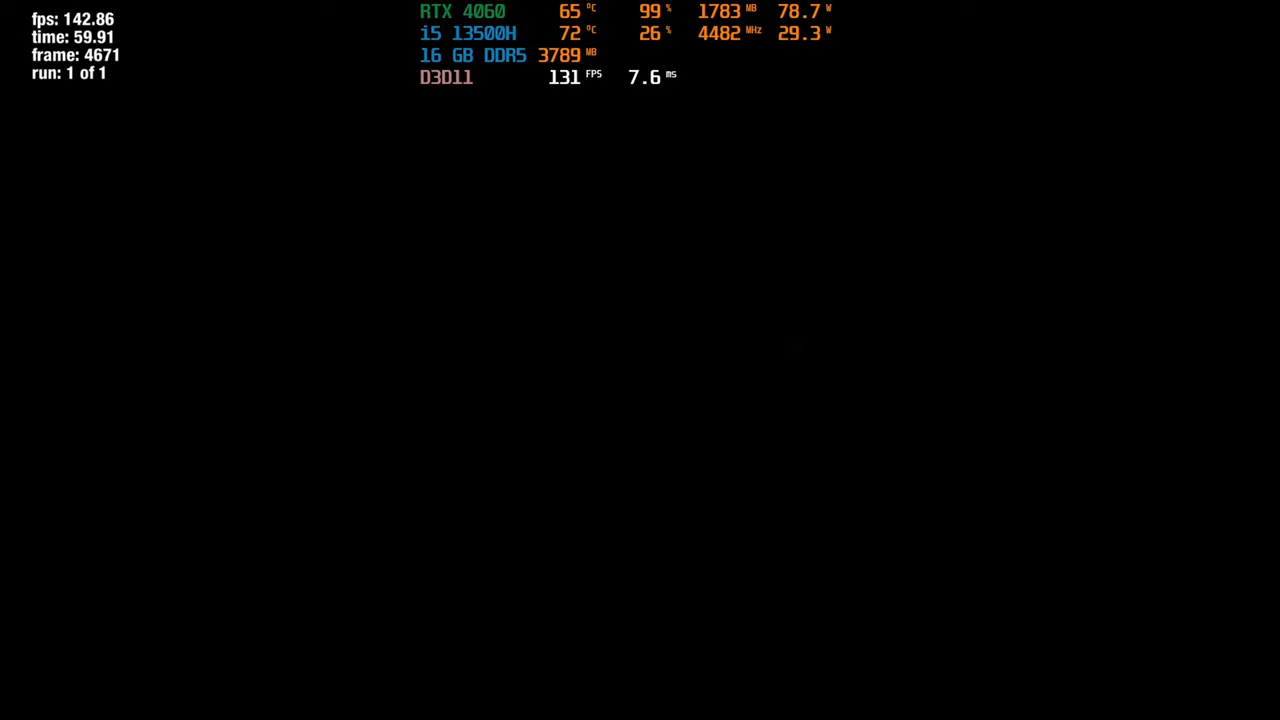 fps: 142.86
time: 59.91
frame: 4671
run: 1 of 1
RTX 4060 65 °C 99 % 1783 MB 78.7 W
i5 13500H 72 °C 26 % 4482 MHz 29.3 W
16 GB DDR5 3789 MB
D3D11 131 FPS 7.6 ms